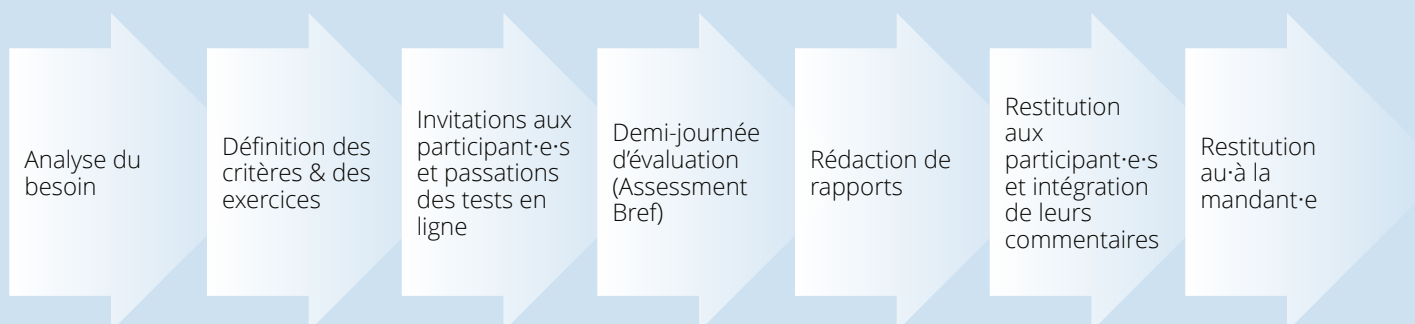 Analyse du
besoin
Définition des
critères & des
exercices
Invitations aux
participant·e·s
et passations
des tests en
ligne
Demi-journée
d'évaluation
(Assessment
Bref)
Rédaction de
rapports
Restitution
aux
participant·e·s
et intégration
de leurs
commentaires
Restitution
au·à la
mandant·e